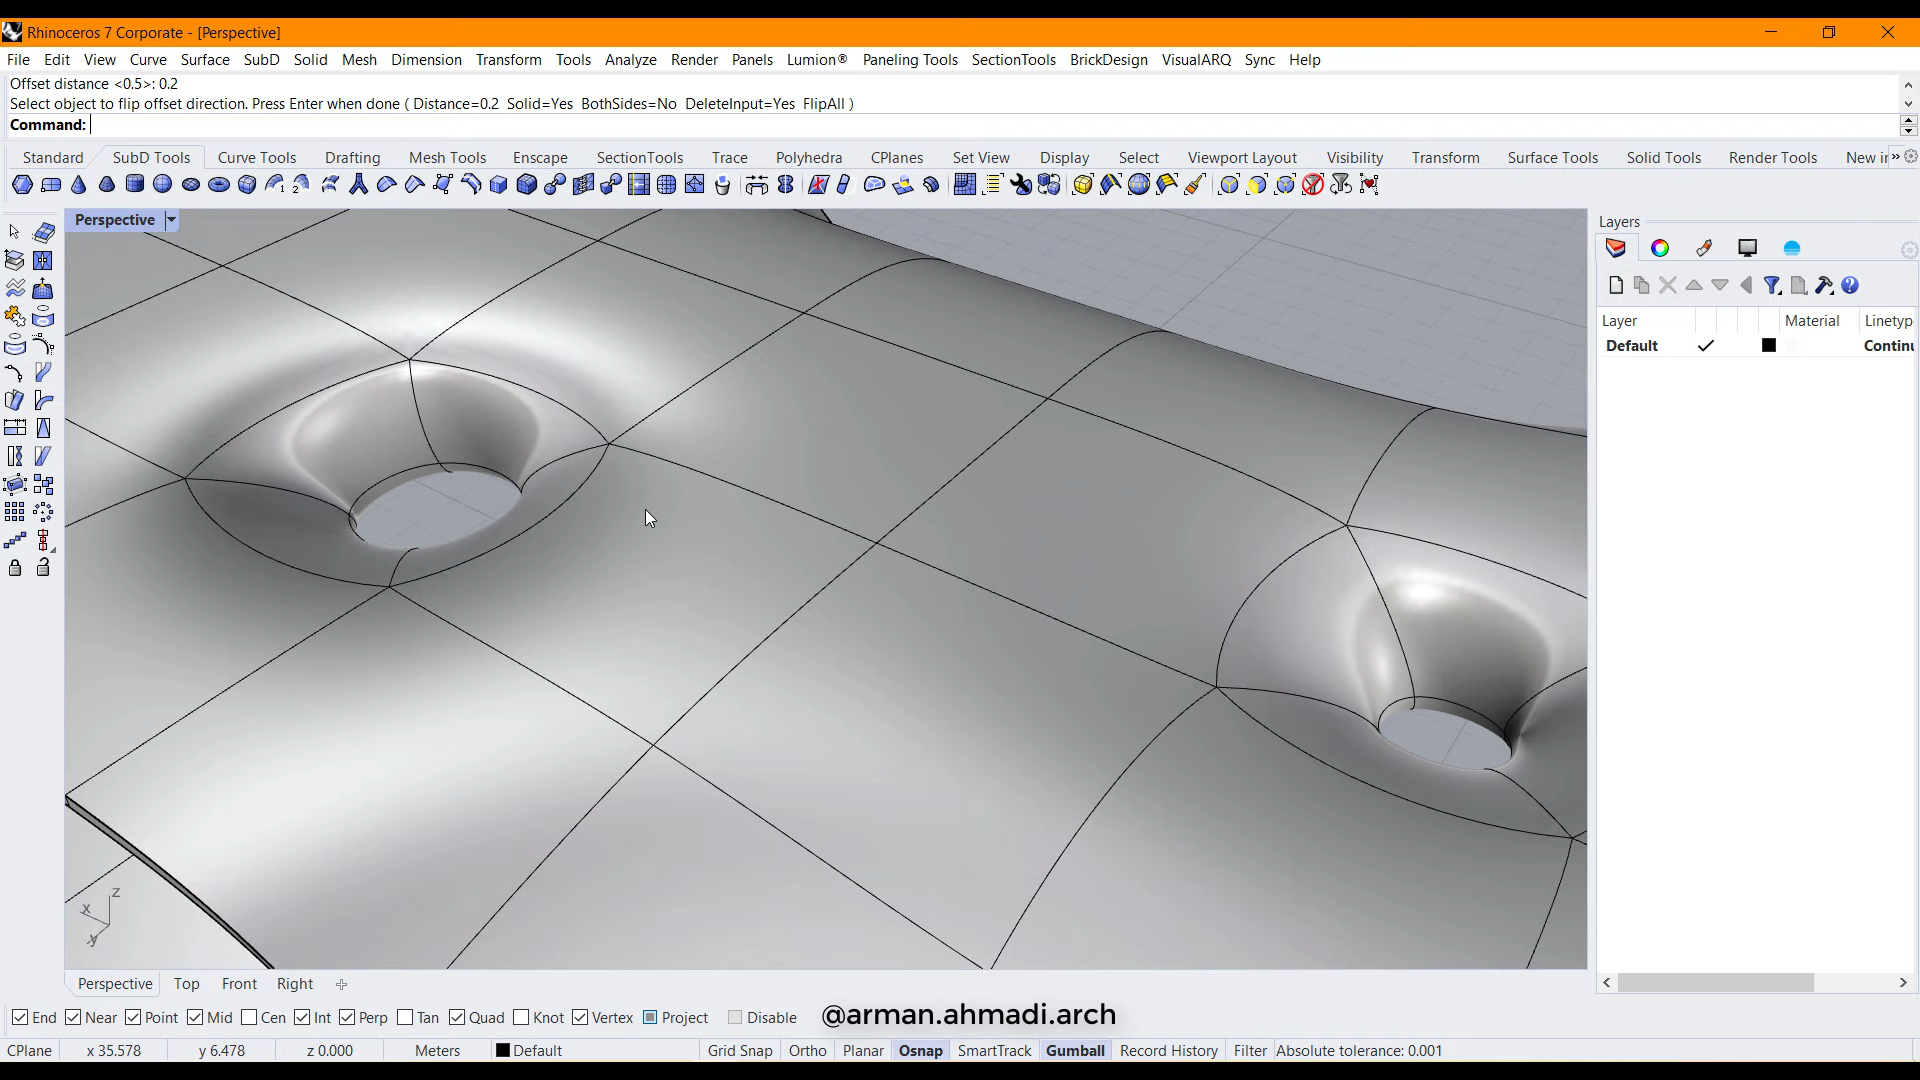 Rhinoceros 7 Corporate - [Perspective]
File Edit View Curve Surface SubD Solid Mesh Dimension Transform Tools Analyze Render Panels Lumion® Paneling Tools SectionTools BrickDesign VisualARQ Sync Help
Offset distance <0.5>: 0.2
Select object to flip offset direction. Press Enter when done ( Distance=0.2 Solid=Yes BothSides=No DeleteInput=Yes FlipAll )
Command:
Standard SubD Tools Curve Tools Drafting Mesh Tools Enscape SectionTools Trace Polyhedra CPlanes Set View Display Select Viewport Layout Visibility Transform Surface Tools Solid Tools Render Tools New in »
Perspective
Layers
Layer Material Linetyp
Default Continu
z
x
y
Perspective Top Front Right
End Near Point Mid Cen Int Perp Tan Quad Knot Vertex Project Disable
@arman.ahmadi.arch
CPlane x 35.578 y 6.478 z 0.000 Meters Default Grid Snap Ortho Planar Osnap SmartTrack Gumball Record History Filter Absolute tolerance: 0.001